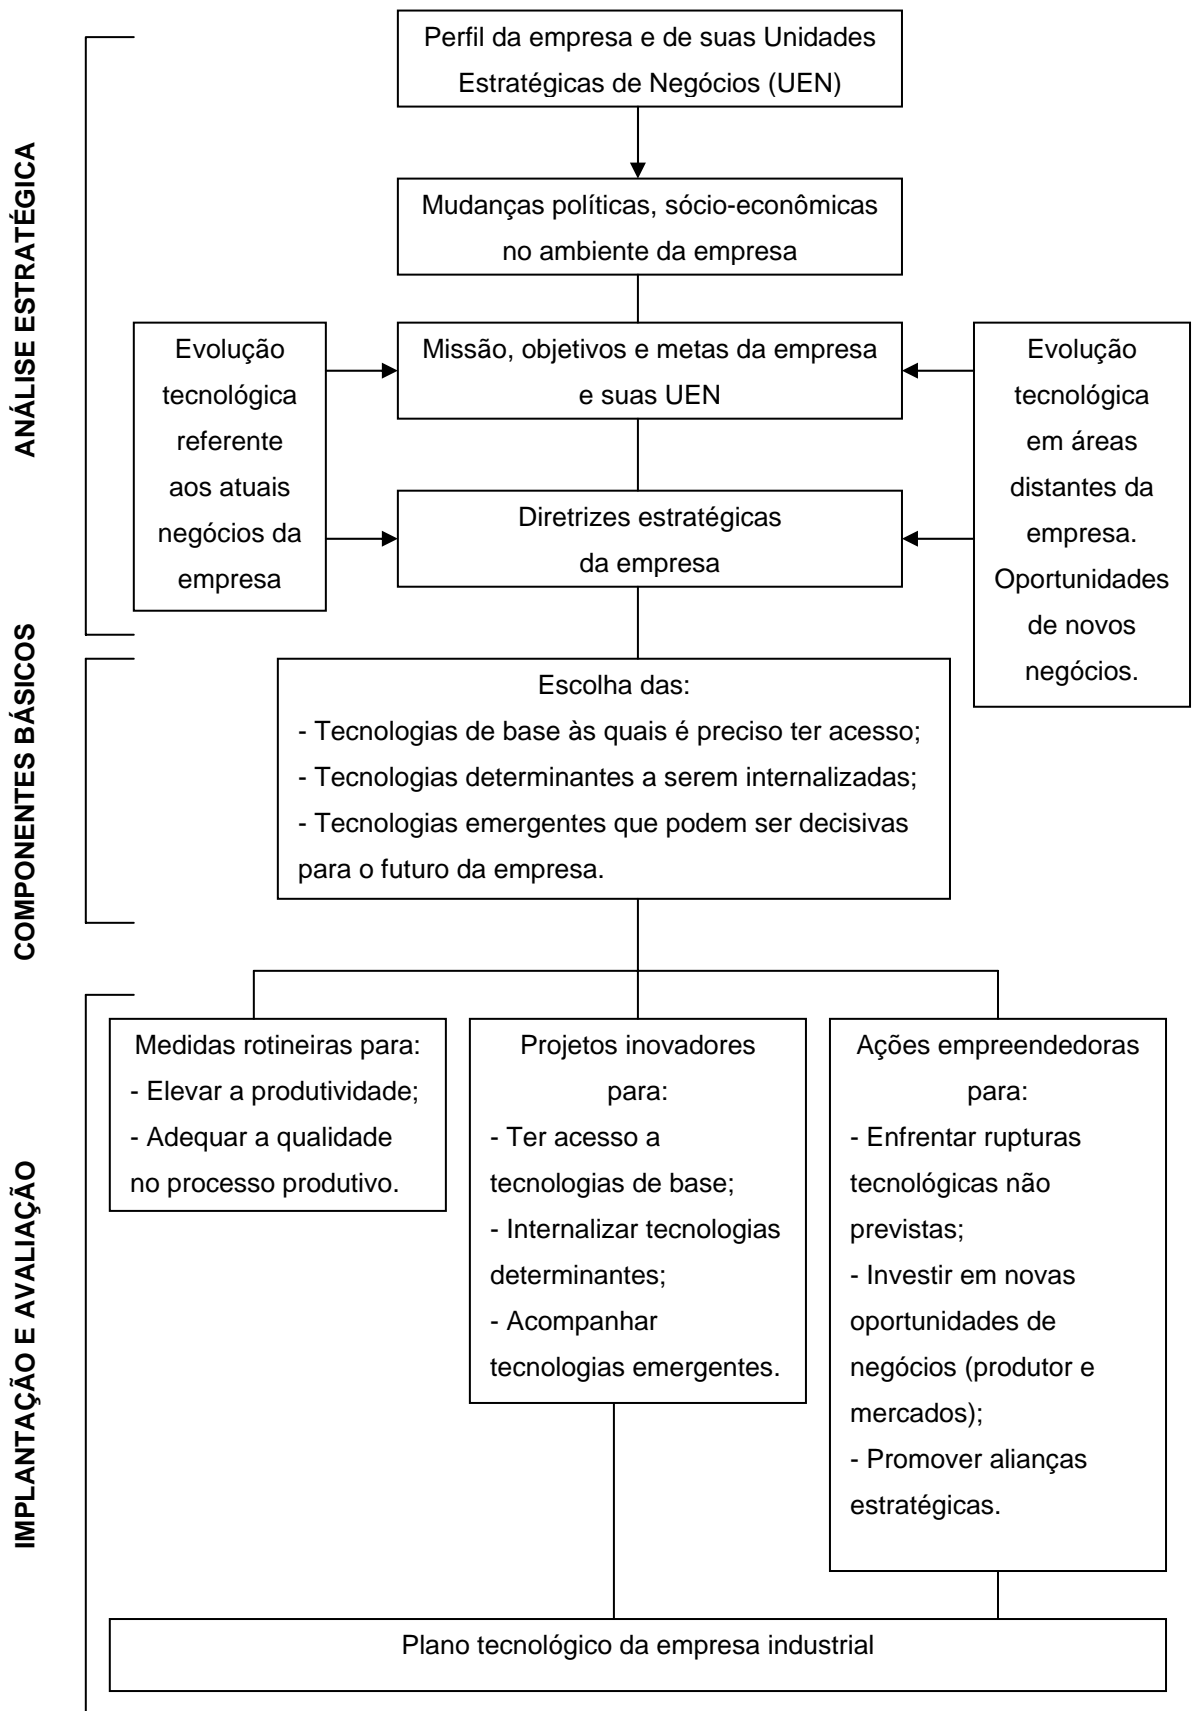 ANÁLISE ESTRATÉGICA
Perfil da empresa e de suas Unidades
Estratégicas de Negócios (UEN)
Mudanças políticas, sócio-econômicas
no ambiente da empresa
Evolução
tecnológica
referente
aos atuais
negócios da
empresa
Missão, objetivos e metas da empresa
e suas UEN
Diretrizes estratégicas
da empresa
Evolução
tecnológica
em áreas
distantes da
empresa.
Oportunidades
de novos
negócios.
COMPONENTES BÁSICOS
Escolha das:
- Tecnologias de base às quais é preciso ter acesso;
- Tecnologias determinantes a serem internalizadas;
- Tecnologias emergentes que podem ser decisivas
para o futuro da empresa.
IMPLANTAÇÃO E AVALIAÇÃO
Medidas rotineiras para:
- Elevar a produtividade;
- Adequar a qualidade
no processo produtivo.
Projetos inovadores
para:
- Ter acesso a
tecnologias de base;
- Internalizar tecnologias
determinantes;
- Acompanhar
tecnologias emergentes.
Ações empreendedoras
para:
- Enfrentar rupturas
tecnológicas não
previstas;
- Investir em novas
oportunidades de
negócios (produtor e
mercados);
- Promover alianças
estratégicas.
Plano tecnológico da empresa industrial